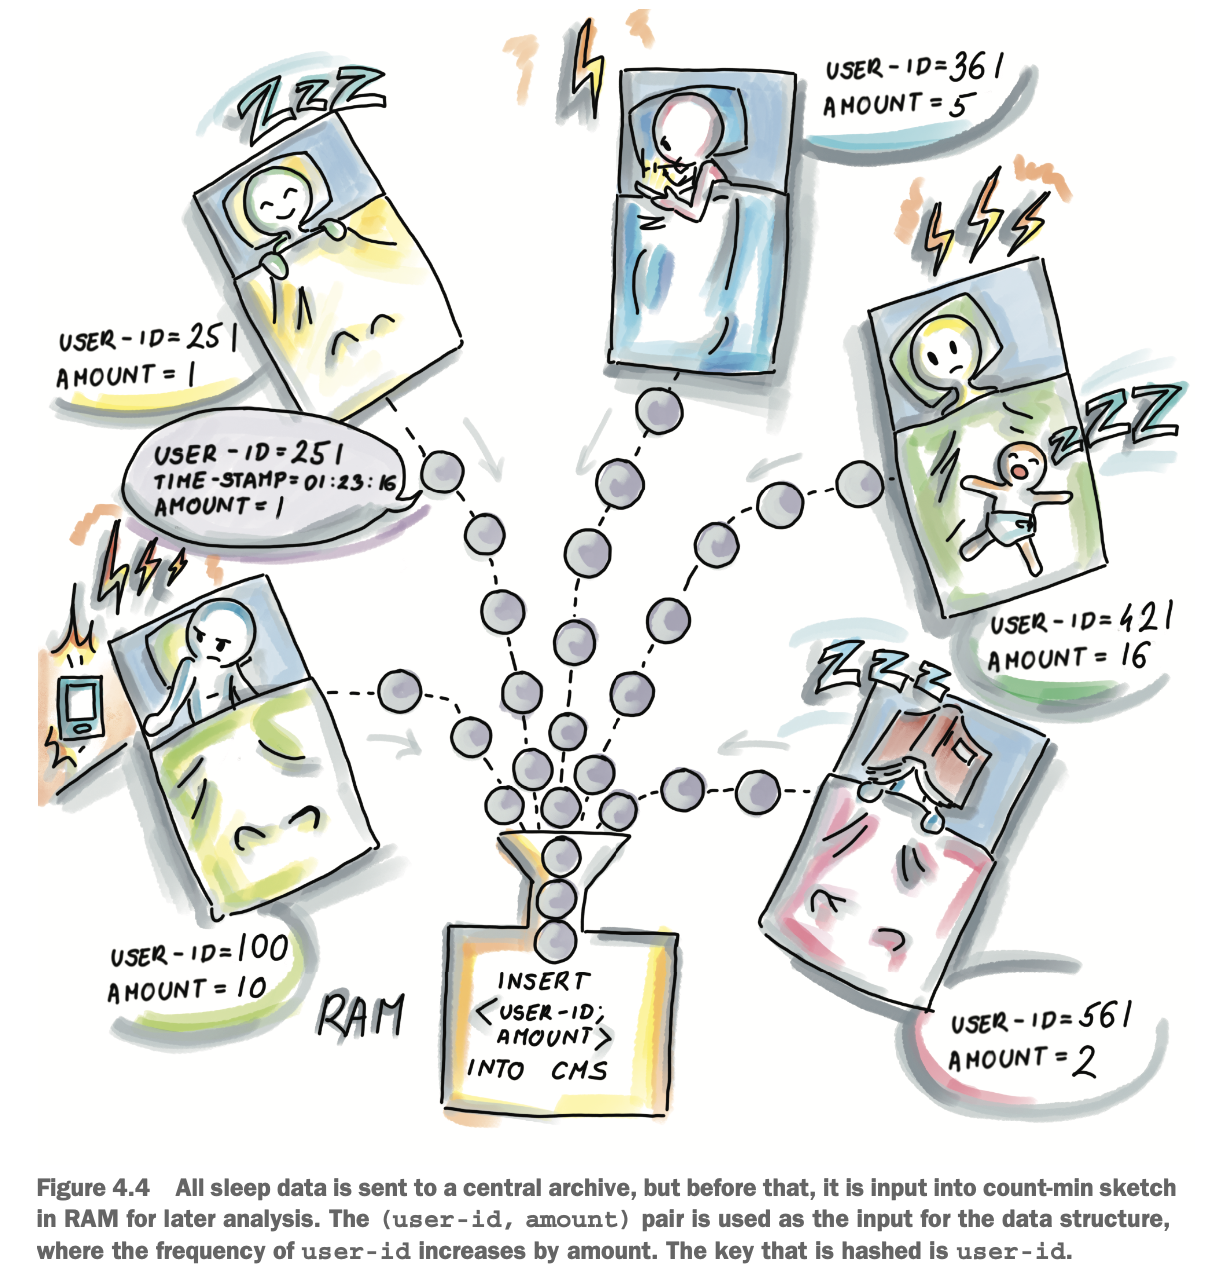 ZZZ
USER-ID=361
AMOUNT=5
USER-ID=251
AMOUNT=1
USER-ID=251
TIME-STAMP=01:23:16
AMOUNT=1
ZZZ
USER-ID=421
AMOUNT=16
ZZZ
USER-ID=100
AMOUNT=10
RAM
INSERT
<USER-ID;
AMOUNT>
INTO CMS
USER-ID=561
AMOUNT=2
Figure 4.4 All sleep data is sent to a central archive, but before that, it is input into count-min sketch
in RAM for later analysis. The (user-id, amount) pair is used as the input for the data structure,
where the frequency of user-id increases by amount. The key that is hashed is user-id.